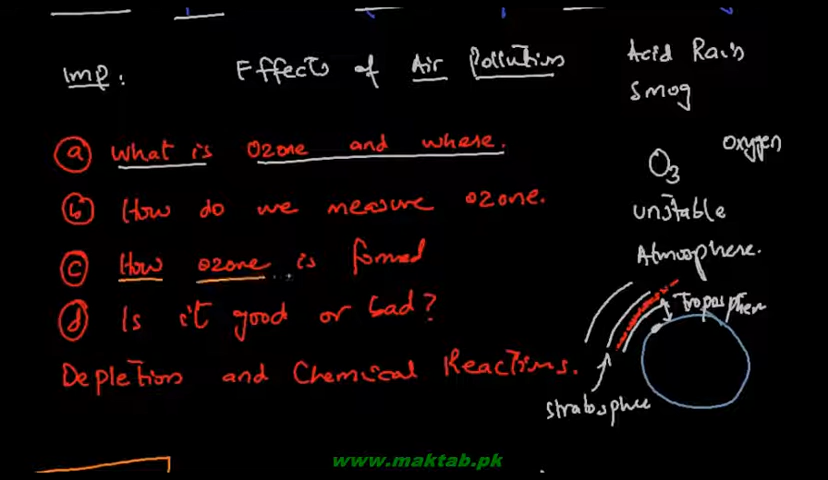 Imp. Effects of Air Pollution
Acid Rain
Smog
(a) What is Ozone and where.
(b) How do we measure ozone.
(c) How ozone is formed
(d) Is it good or bad?
Depletion and Chemical Reactions.
O3 oxygen
unstable
Atmosphere.
Troposphere
Stratosphere
www.maktab.pk